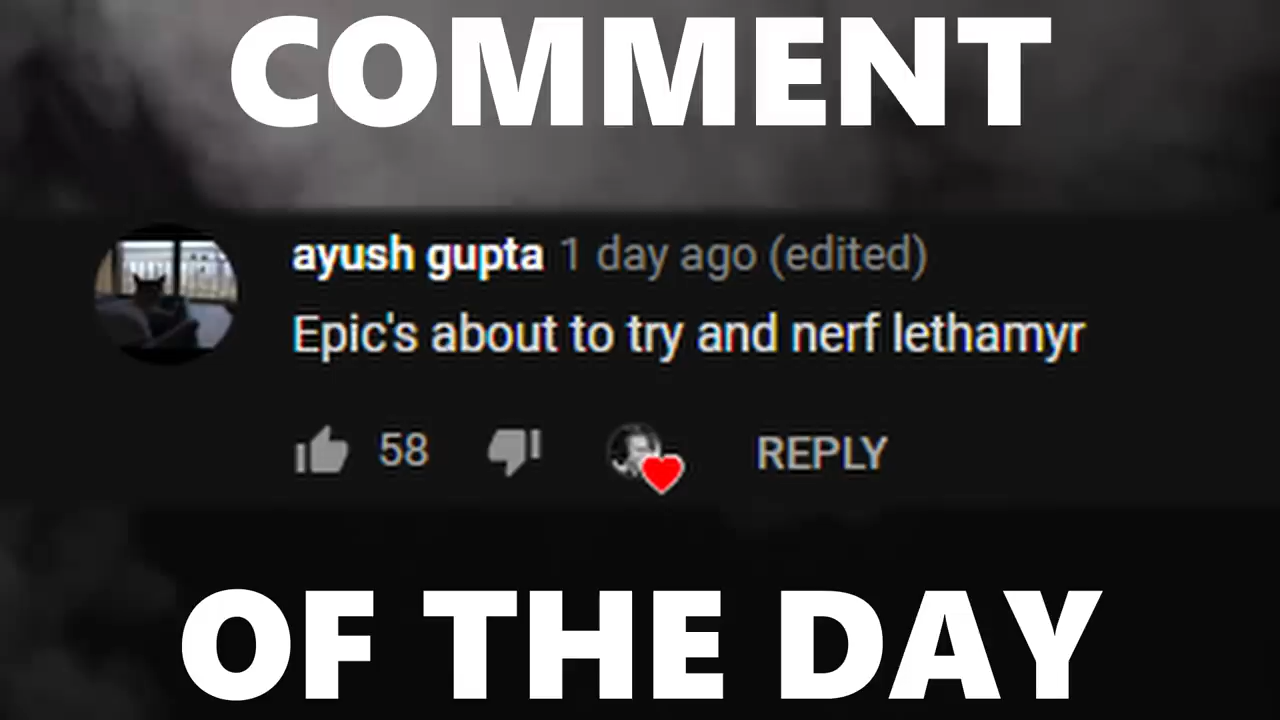 COMMENT
ayush gupta 1 day ago (edited)
Epic's about to try and nerf lethamyr
58 REPLY
OF THE DAY